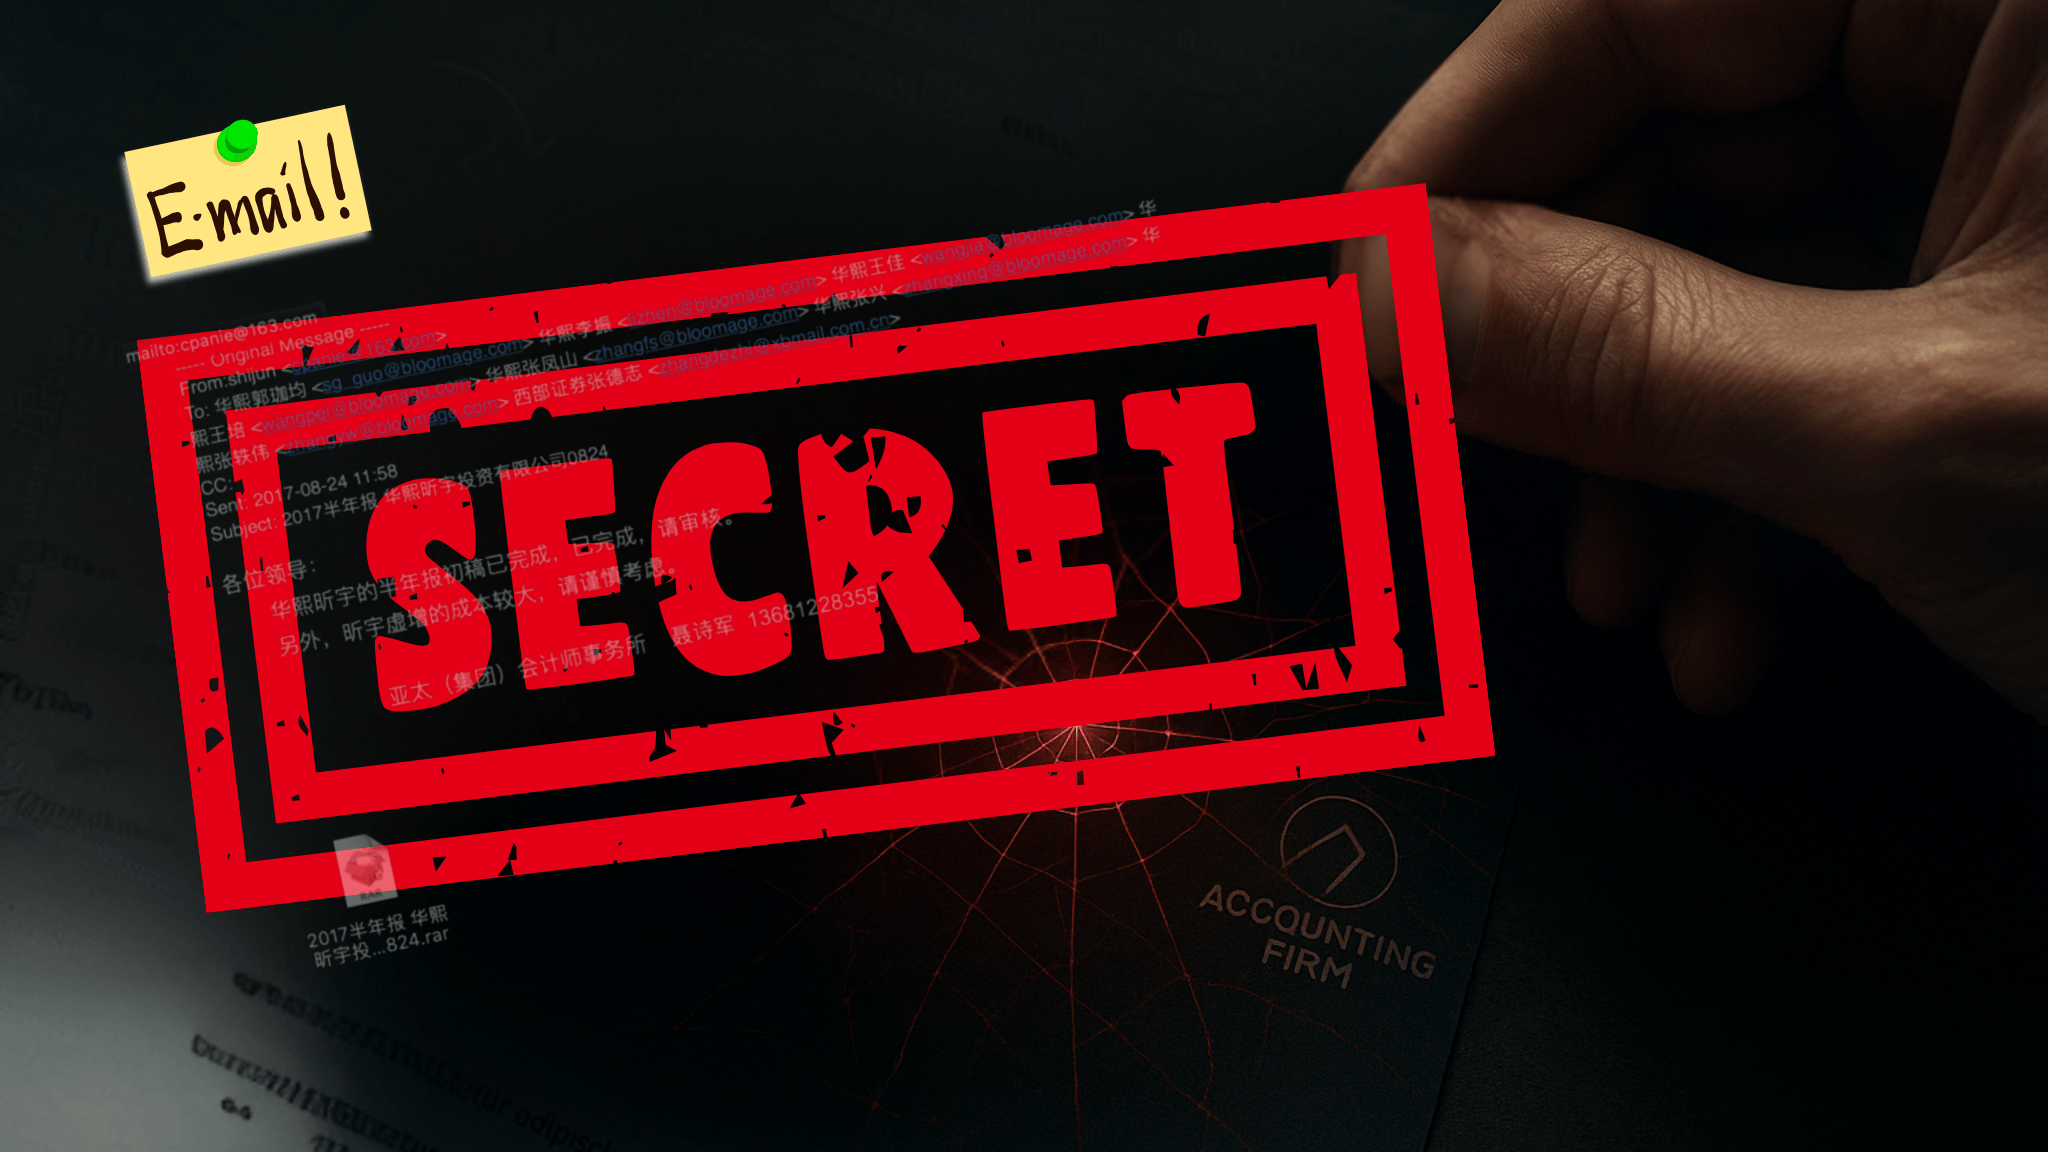 E-mail!
mailto:cpanie@163.com
----- Original Message -----
From:shijun <cpanie@163.com>
To: 华熙郭珈均 <sg_guo@bloomage.com> 华熙李振 <lizhen@bloomage.com> 华熙王佳 <wangjia@bloomage.com> 华
熙王培 <wangpei@bloomage.com> 华熙张凤山 <zhangfs@bloomage.com> 华熙张兴 <zhangxing@bloomage.com> 华
熙张轶伟 <zhangyw@bloomage.com> 西部证券张德志 <zhangdezhi@xbmail.com.cn>
CC:
Sent: 2017-08-24 11:58
Subject: 2017半年报 华熙昕宇投资有限公司0824
各位领导:
华熙昕宇的半年报初稿已完成，已完成，请审核。
另外，昕宇虚增的成本较大，请谨慎考虑。
亚太（集团）会计师事务所 聂诗军 13681228355
SECRET
RAR
2017半年报 华熙
昕宇投...824.rar
ACCQUNTING
FIRM
adipisci